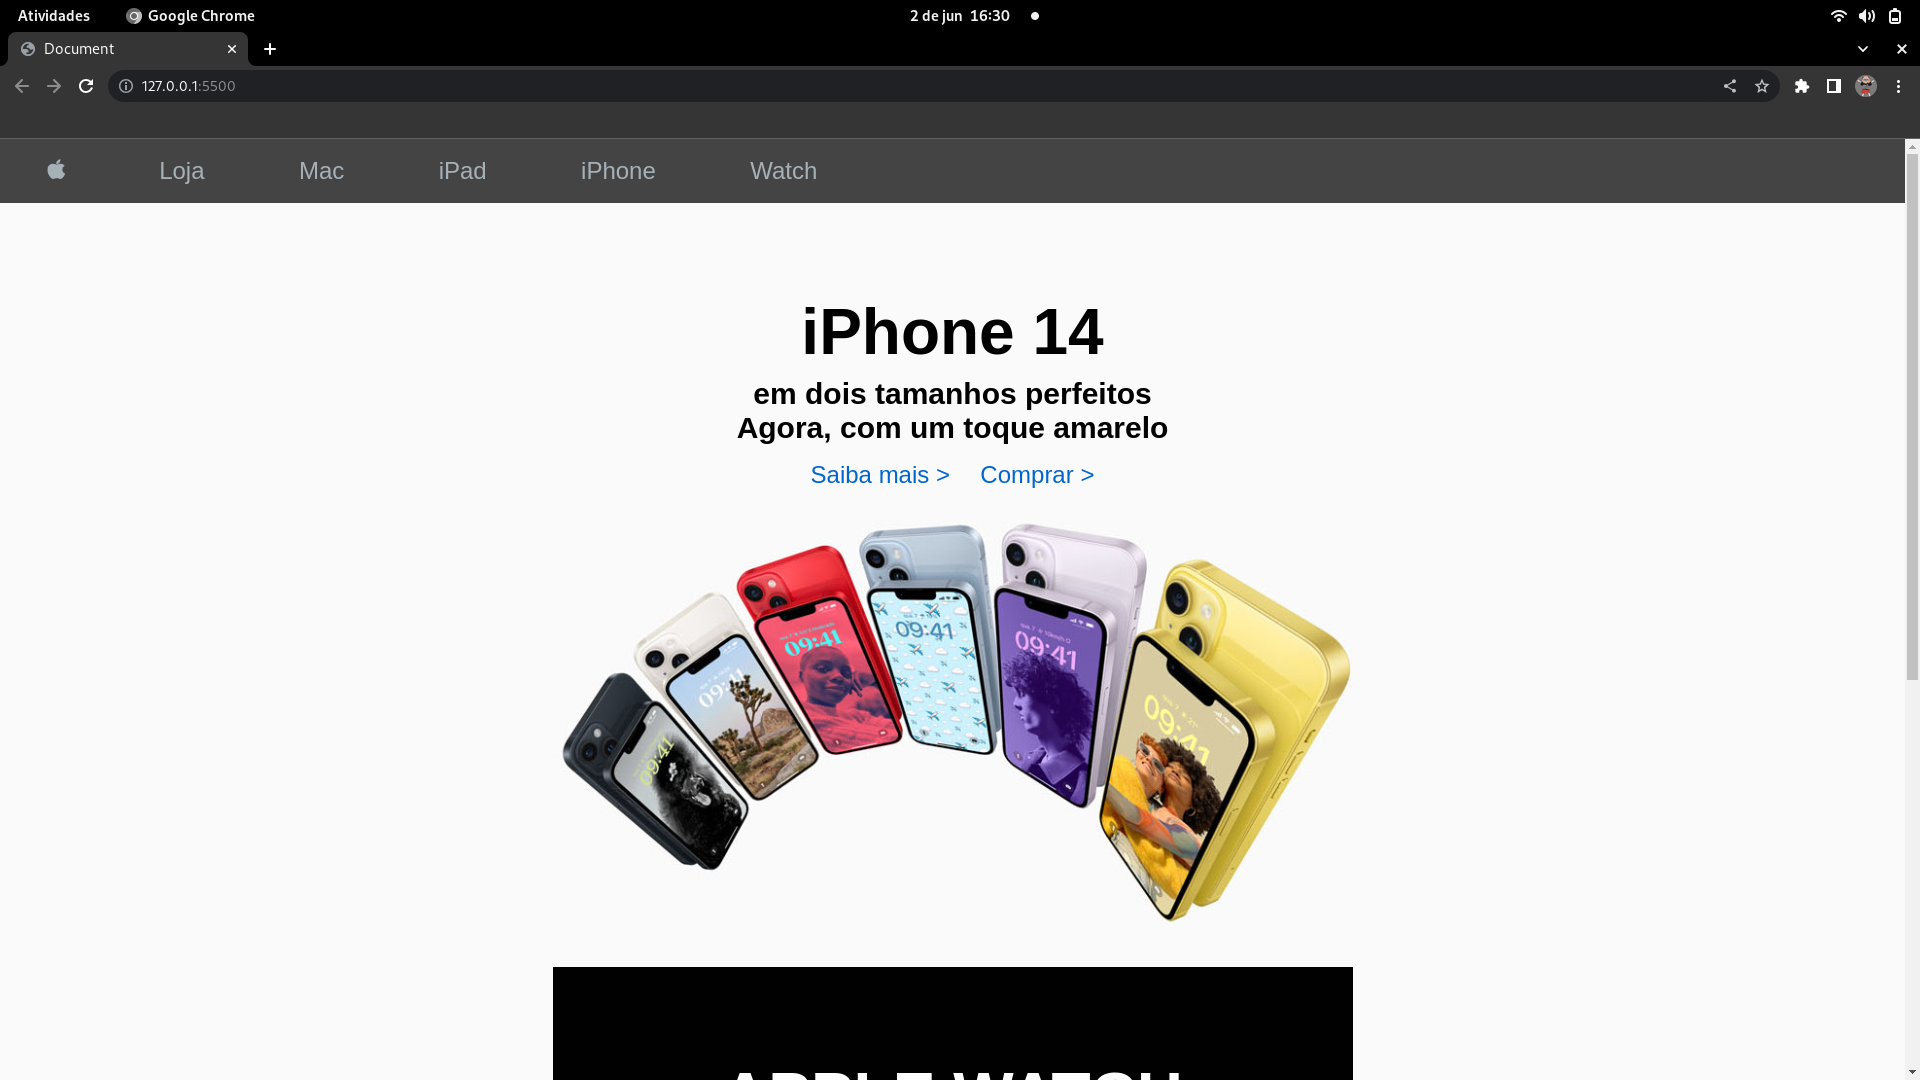 Atividades Google Chrome 2 de jun 16:30
Document
127.0.0.1:5500
Loja Mac iPad iPhone Watch
iPhone 14
em dois tamanhos perfeitos
Agora, com um toque amarelo
Saiba mais > Comprar >
09:41
09:41
09:41
09:41
09:41
09:41
APPLE WATCH